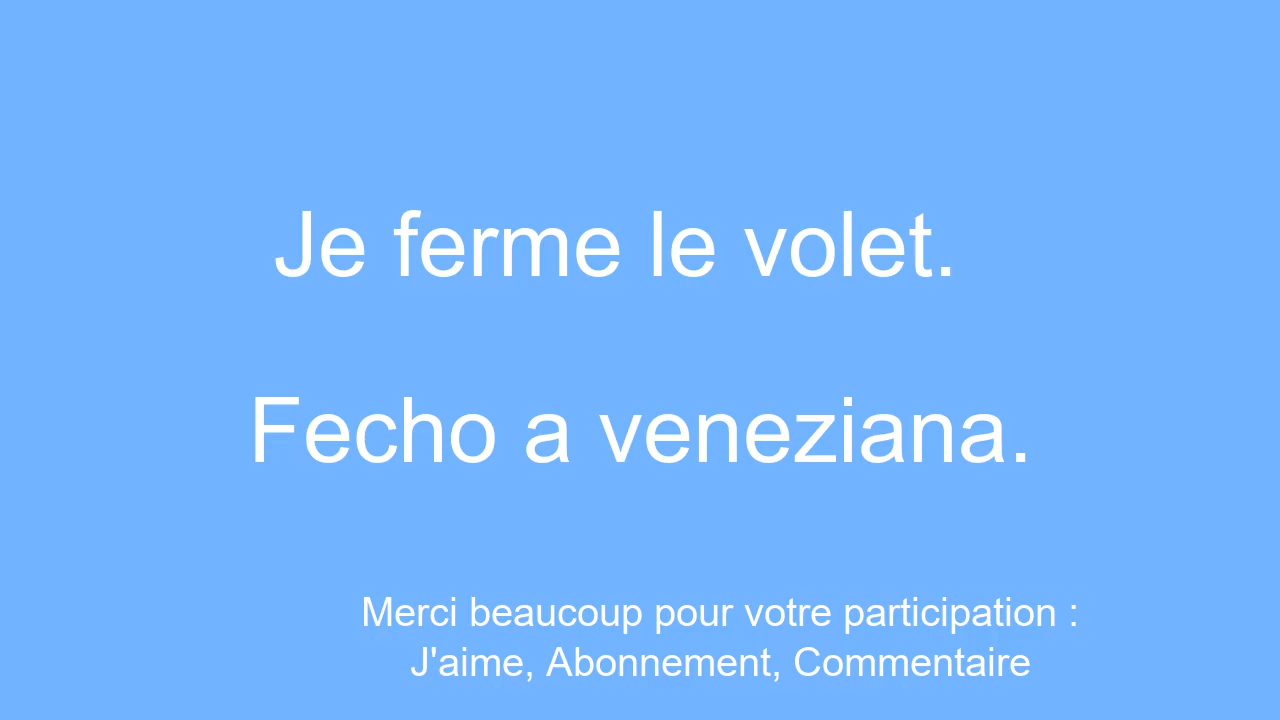 Je ferme le volet.
Fecho a veneziana.
Merci beaucoup pour votre participation :
J'aime, Abonnement, Commentaire